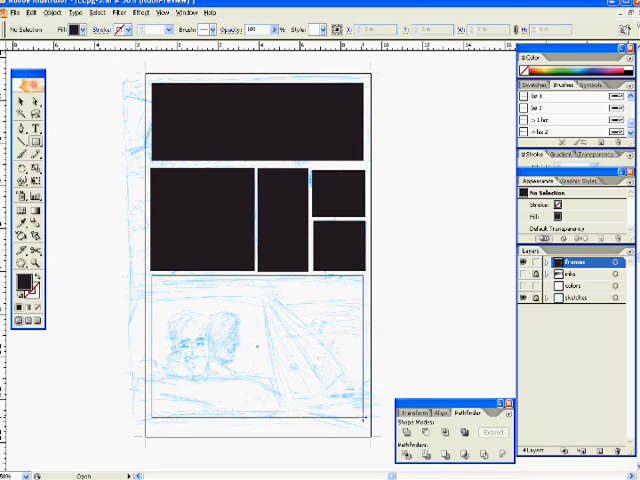 File Edit Object Type Select Filter Effect View Window Help
No Selection Fill: Stroke: Brush: Opacity: 100 % Style: X: Y: W: H:
Color
Swatches Brushes Symbols
Stroke Gradient Transparency
Appearance Graphic Styles
No Selection
Stroke:
Fill:
Default Transparency
Layers
frames
inks
colors
sketches
4 Layers
Transform Align Pathfinder
Shape Modes:
Expand
Pathfinders:
Open